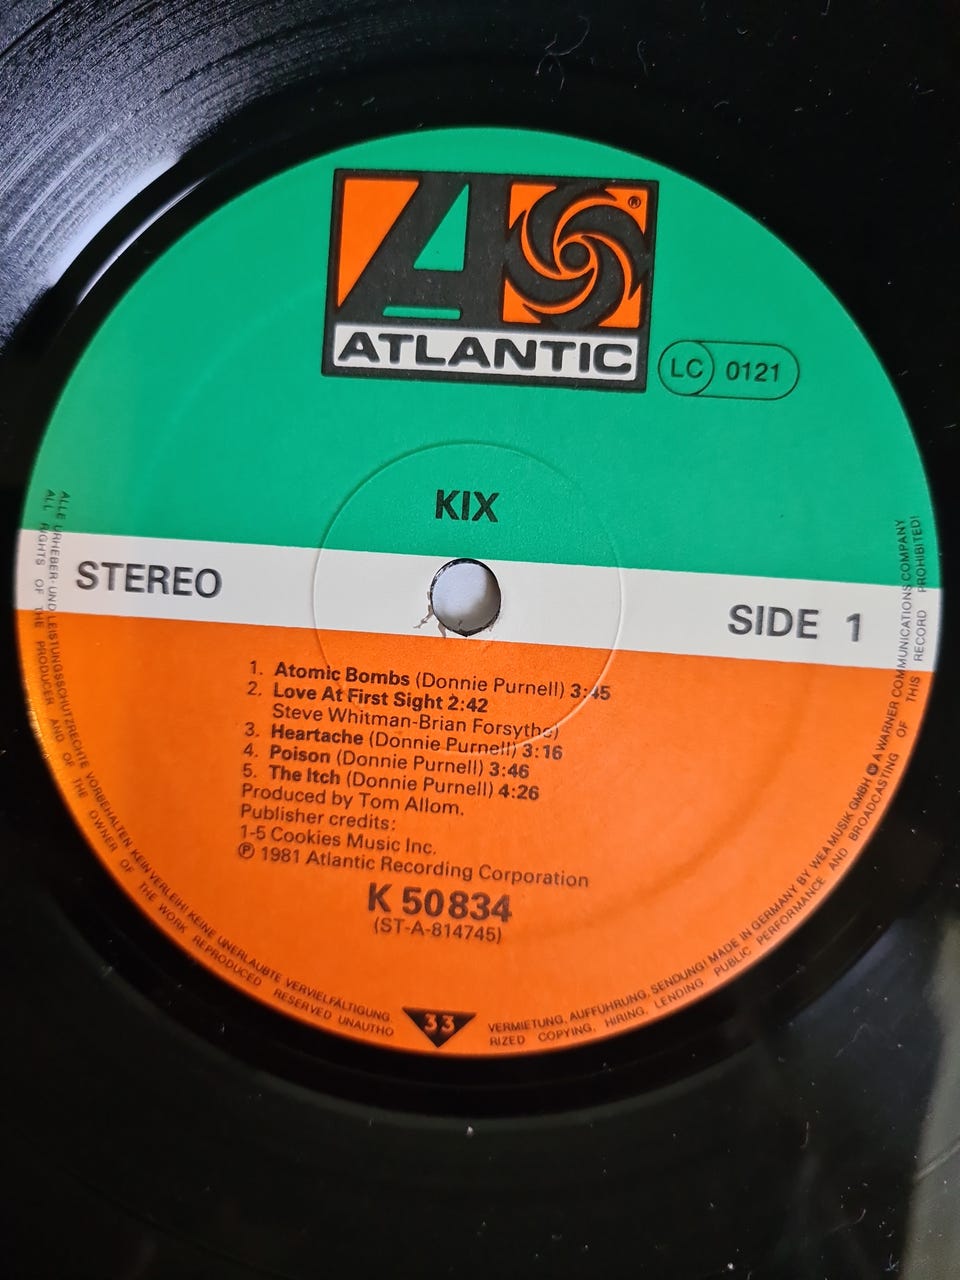 ATLANTIC
®
LC 0121
KIX
STEREO
SIDE 1
1. Atomic Bombs (Donnie Purnell) 3:45
2. Love At First Sight 2:42
Steve Whitman-Brian Forsythe)
3. Heartache (Donnie Purnell) 3:16
4. Poison (Donnie Purnell) 3:46
5. The Itch (Donnie Purnell) 4:26
Produced by Tom Allom.
Publisher credits:
1-5 Cookies Music Inc.
℗ 1981 Atlantic Recording Corporation
K 50834
(ST-A-814745)
33
ALLE URHEBER- UND LEISTUNGSSCHUTZRECHTE VORBEHALTEN KEIN VERLEIH! KEINE UNERLAUBTE VERVIELFÄLTIGUNG,
VERMIETUNG, AUFFÜHRUNG, SENDUNG! MADE IN GERMANY BY WEA MUSIK GMBH A WARNER COMMUNICATIONS COMPANY
ALL RIGHTS OF THE PRODUCER AND OF THE OWNER OF THE WORK REPRODUCED RESERVED UNAUTHO
RIZED COPYING, HIRING, LENDING PUBLIC PERFORMANCE AND BROADCASTING OF THIS RECORD PROHIBITED!